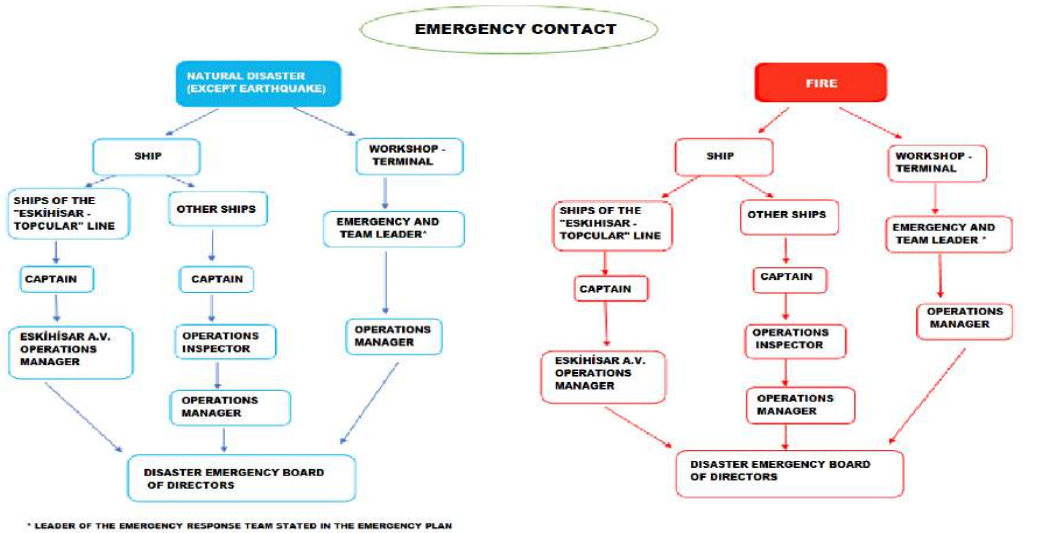 EMERGENCY CONTACT
NATURAL DISASTER
(EXCEPT EARTHQUAKE)
SHIP
WORKSHOP -
TERMINAL
SHIPS OF THE
"ESKİHİSAR -
TOPCULAR" LINE
OTHER SHIPS
EMERGENCY AND
TEAM LEADER*
CAPTAIN
CAPTAIN
ESKİHİSAR A.V.
OPERATIONS
MANAGER
OPERATIONS
INSPECTOR
OPERATIONS
MANAGER
OPERATIONS
MANAGER
DISASTER EMERGENCY BOARD
OF DIRECTORS
* LEADER OF THE EMERGENCY RESPONSE TEAM STATED IN THE EMERGENCY PLAN
FIRE
SHIP
WORKSHOP -
TERMINAL
SHIPS OF THE
"ESKIHISAR -
TOPCULAR" LINE
OTHER SHIPS
EMERGENCY AND
TEAM LEADER *
CAPTAIN
CAPTAIN
OPERATIONS
MANAGER
ESKİHİSAR A.V.
OPERATIONS
MANAGER
OPERATIONS
INSPECTOR
OPERATIONS
MANAGER
DISASTER EMERGENCY BOARD
OF DIRECTORS